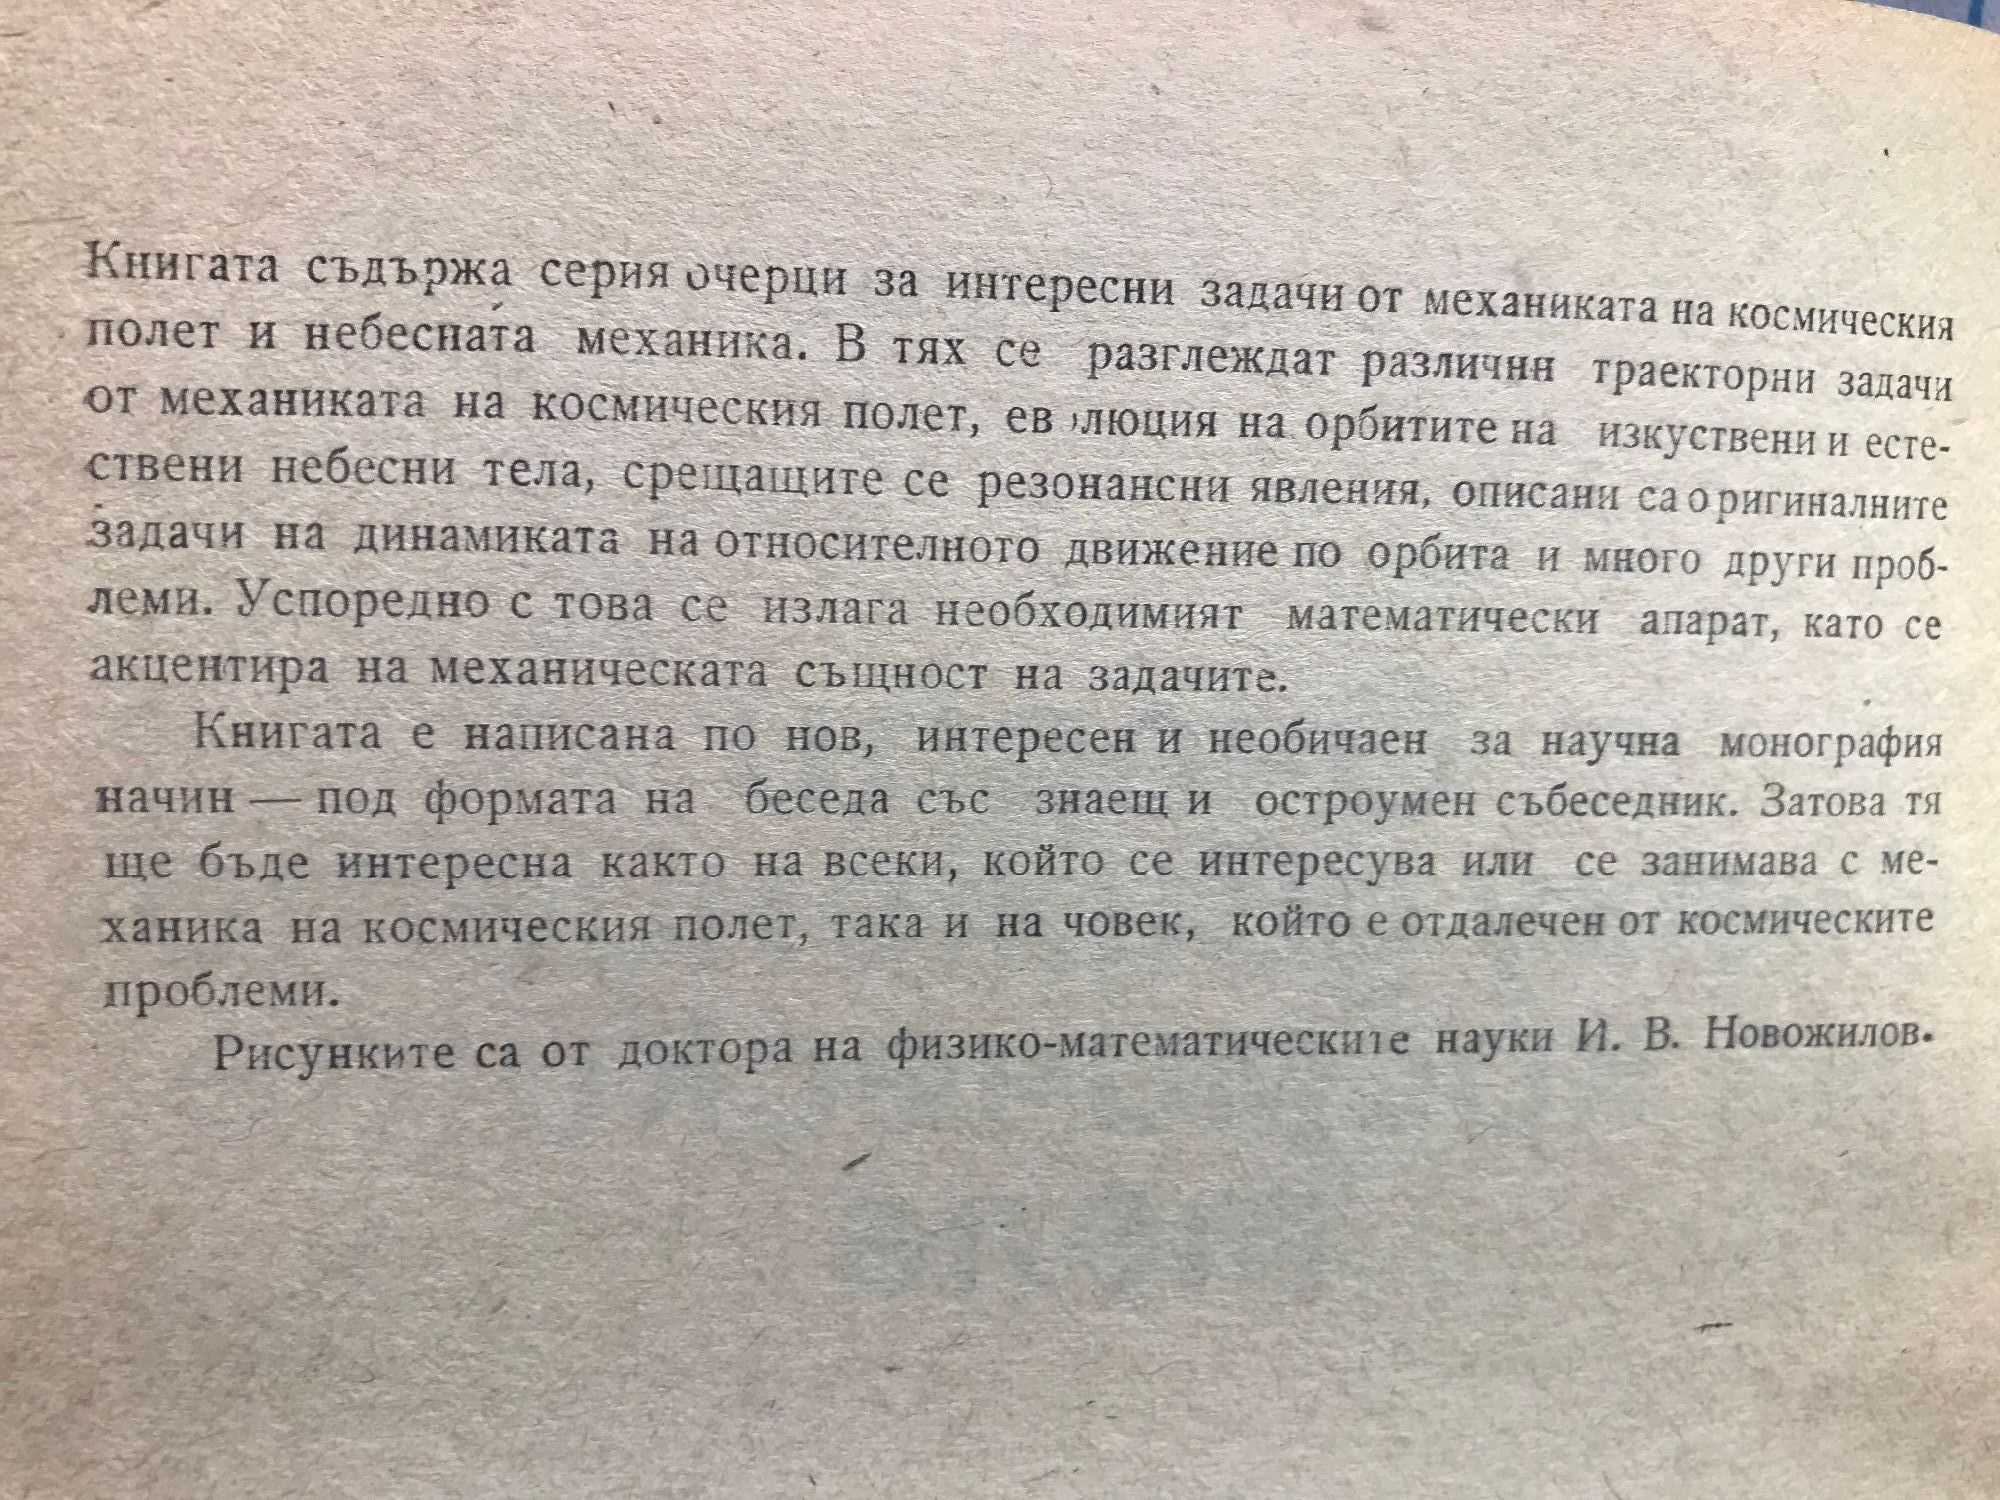 Книгата съдържа серия очерци за интересни задачи от механиката на космическия
полет и небесната механика. В тях се разглеждат различни траекторни задачи
от механиката на космическия полет, еволюция на орбитите на изкуствени и есте-
ствени небесни тела, срещащите се резонансни явления, описани са оригиналните
задачи на динамиката на относителното движение по орбита и много други проб-
леми. Успоредно с това се излага необходимият математически апарат, като се
акцентира на механическата същност на задачите.
Книгата е написана по нов, интересен и необичаен за научна монография
начин — под формата на беседа със знаещ и остроумен събеседник. Затова тя
ще бъде интересна както на всеки, който се интересува или се занимава с ме-
ханика на космическия полет, така и на човек, който е отдалечен от космическите
проблеми.
Рисунките са от доктора на физико-математическите науки И. В. Новожилов.